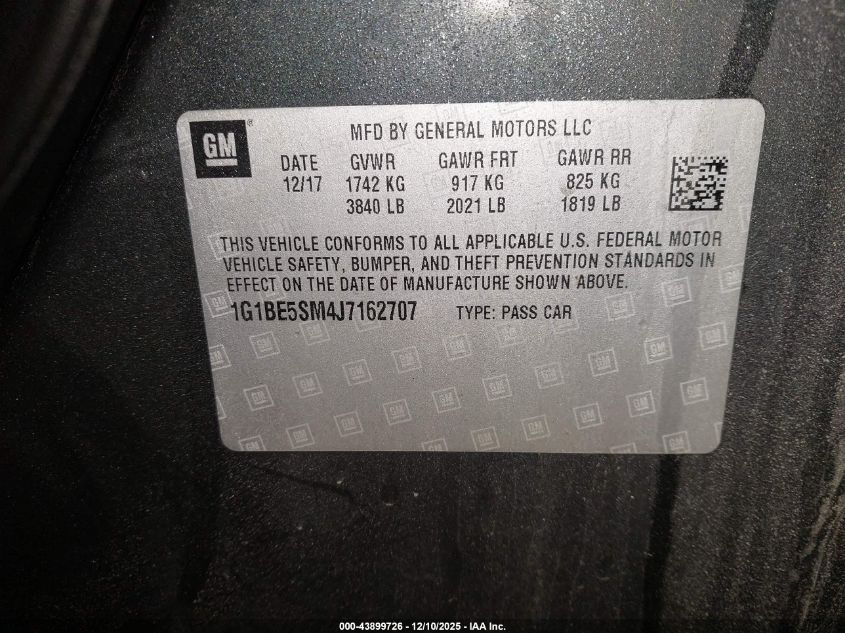 GM®
MFD BY GENERAL MOTORS LLC
DATE GVWR GAWR FRT GAWR RR
12/17 1742 KG 917 KG 825 KG
3840 LB 2021 LB 1819 LB
THIS VEHICLE CONFORMS TO ALL APPLICABLE U.S. FEDERAL MOTOR
VEHICLE SAFETY, BUMPER, AND THEFT PREVENTION STANDARDS IN
EFFECT ON THE DATE OF MANUFACTURE SHOWN ABOVE.
1G1BE5SM4J7162707 TYPE: PASS CAR
000-43899726 - 12/10/2025 - IAA Inc.